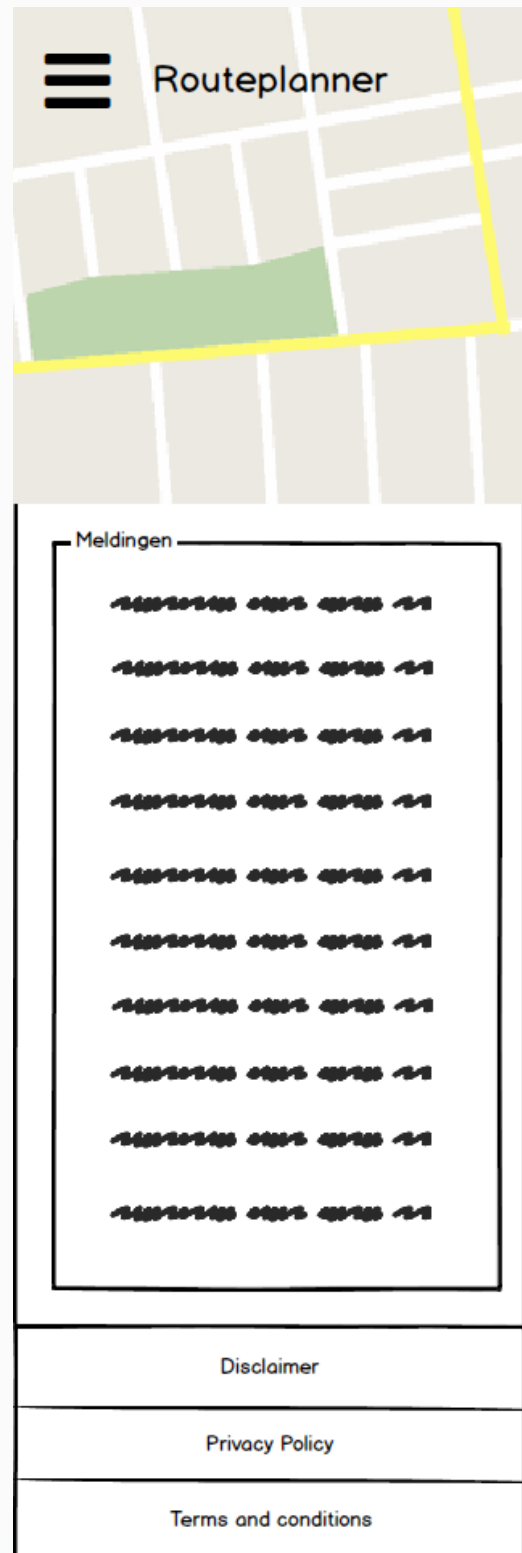 Routeplanner
Meldingen
Disclaimer
Privacy Policy
Terms and conditions